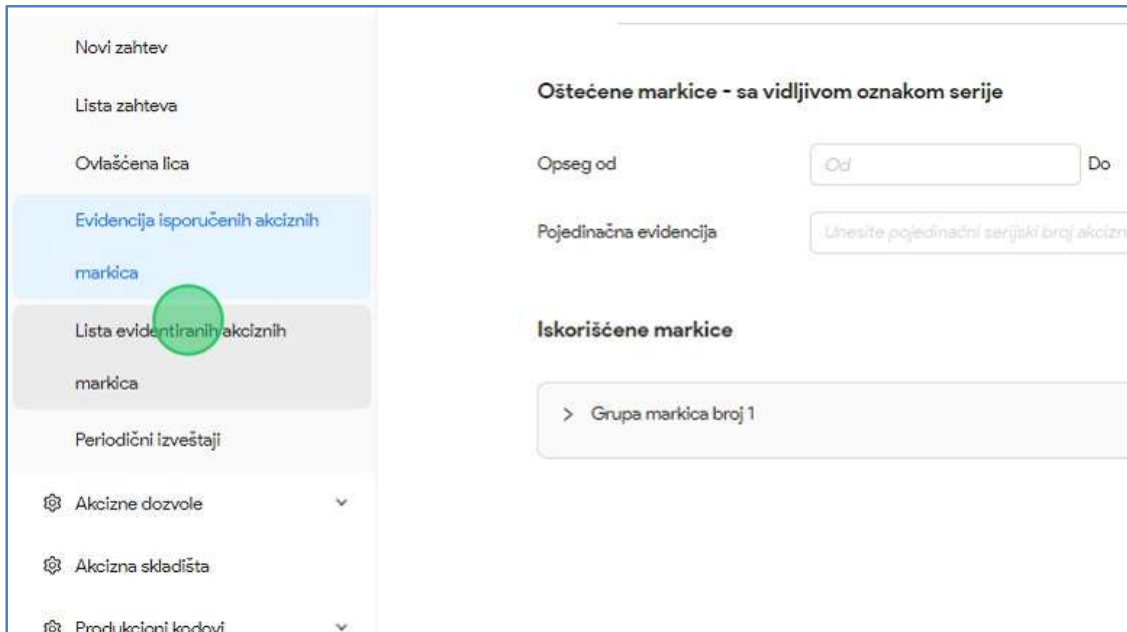 Novi zahtev
Lista zahteva
Ovlašćena lica
Evidencija isporučenih akciznih
markica
Lista evidentiranih akciznih
markica
Periodični izveštaji
Akcizne dozvole
Akcizna skladišta
Produkcioni kodovi
Oštećene markice - sa vidljivom oznakom serije
Opseg od
Od
Do
Pojedinačna evidencija
Unesite pojedinačni serijski broj akcizn
Iskorišćene markice
Grupa markica broj 1